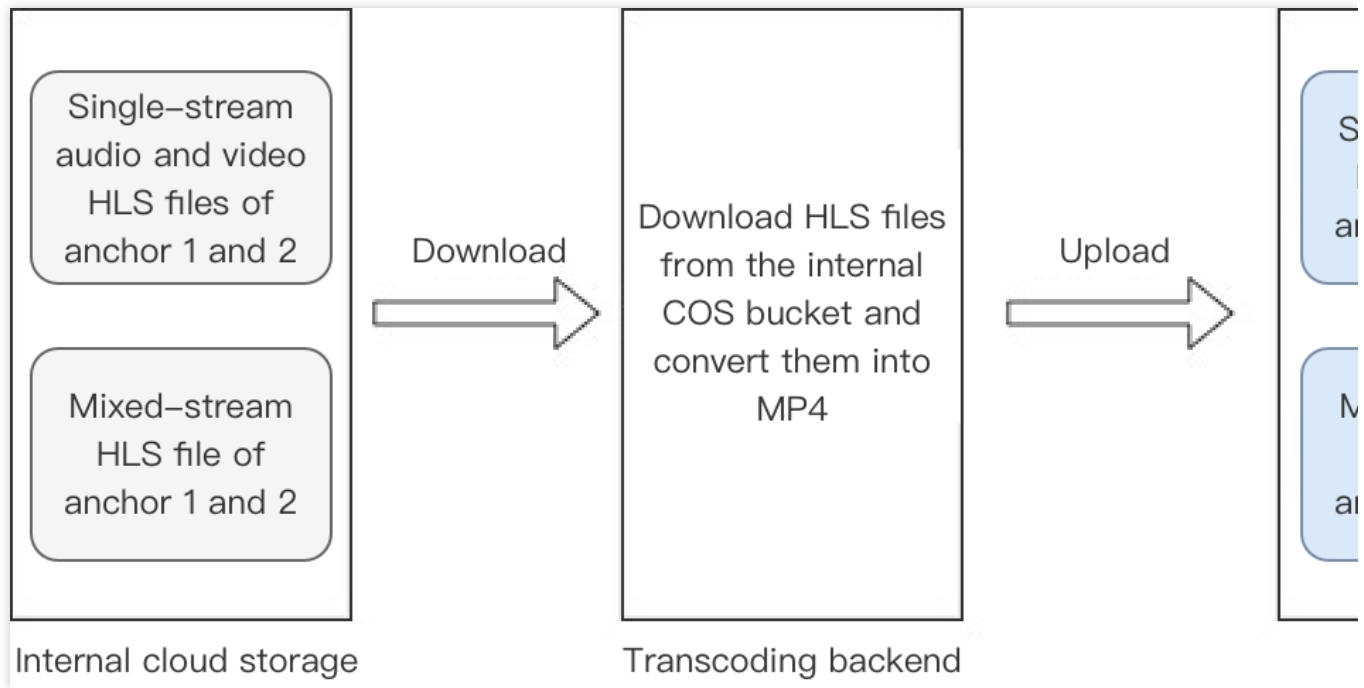 Single–stream
audio and video
HLS files of
anchor 1 and 2
Mixed–stream
HLS file of
anchor 1 and 2
Internal cloud storage
Download
Download HLS files
from the internal
COS bucket and
convert them into
MP4
Transcoding backend
Upload